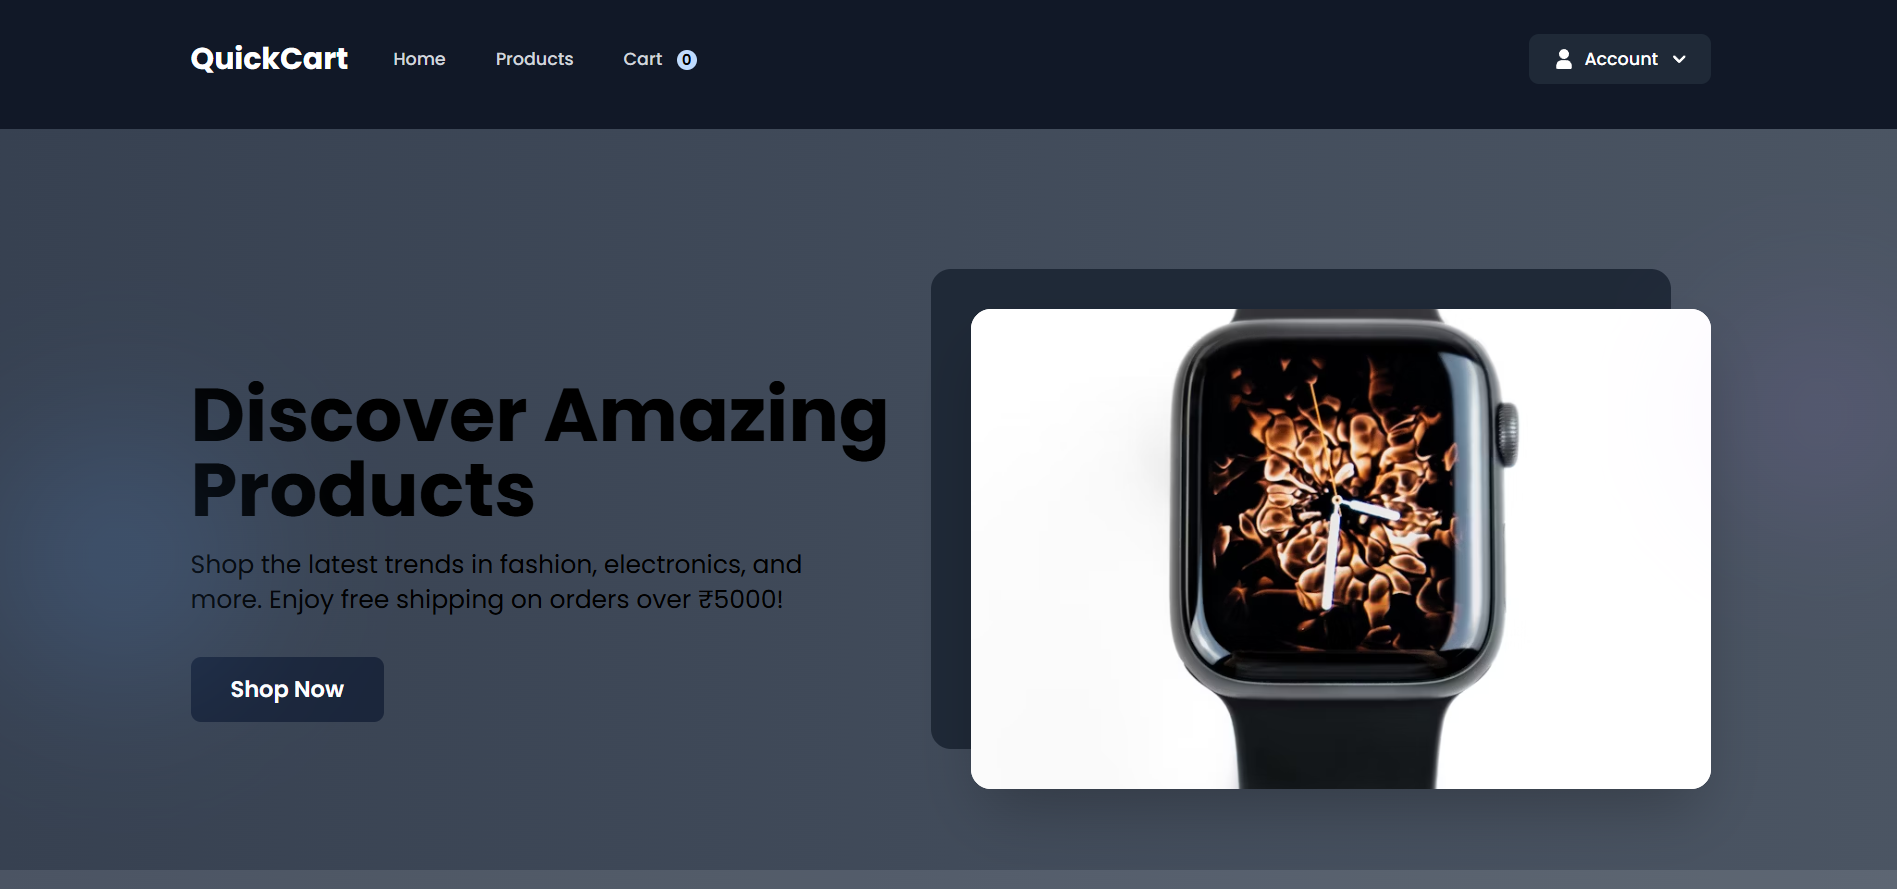 QuickCart
Home
Products
Cart 0
Account
Discover Amazing
Products
Shop the latest trends in fashion, electronics, and
more. Enjoy free shipping on orders over ₹5000!
Shop Now